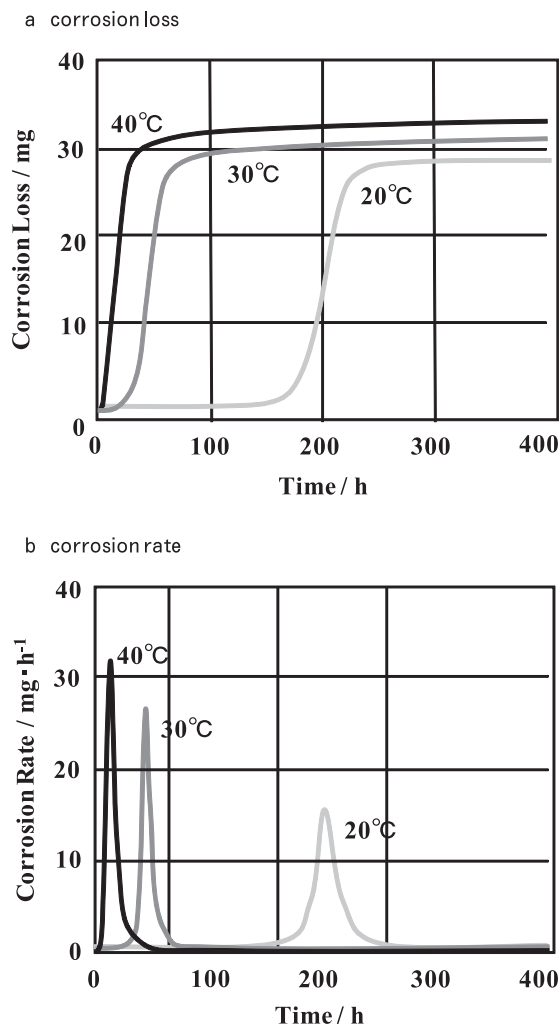 a corrosion loss
40
40℃
30
30℃
20℃
20
10
0
0 100 200 300 400
Corrosion Loss / mg
Time / h
b corrosion rate
40
40℃
30
30℃
20
20℃
10
0
0 100 200 300 400
Corrosion Rate / mg·h⁻¹
Time / h